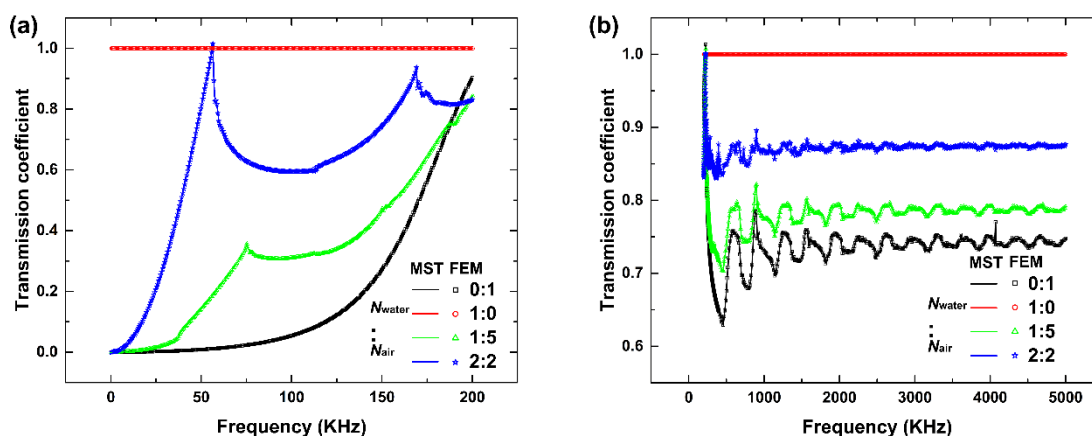 (a)
Transmission coefficient
1.0
0.8
0.6
0.4
0.2
0.0
MST FEM
0:1
Nwater
1:0
:
1:5
Nair
2:2
0 50 100 150 200
Frequency (KHz)
(b)
Transmission coefficient
1.0
0.9
0.8
0.7
0.6
MST FEM
0:1
Nwater
1:0
:
1:5
Nair
2:2
0 1000 2000 3000 4000 5000
Frequency (KHz)